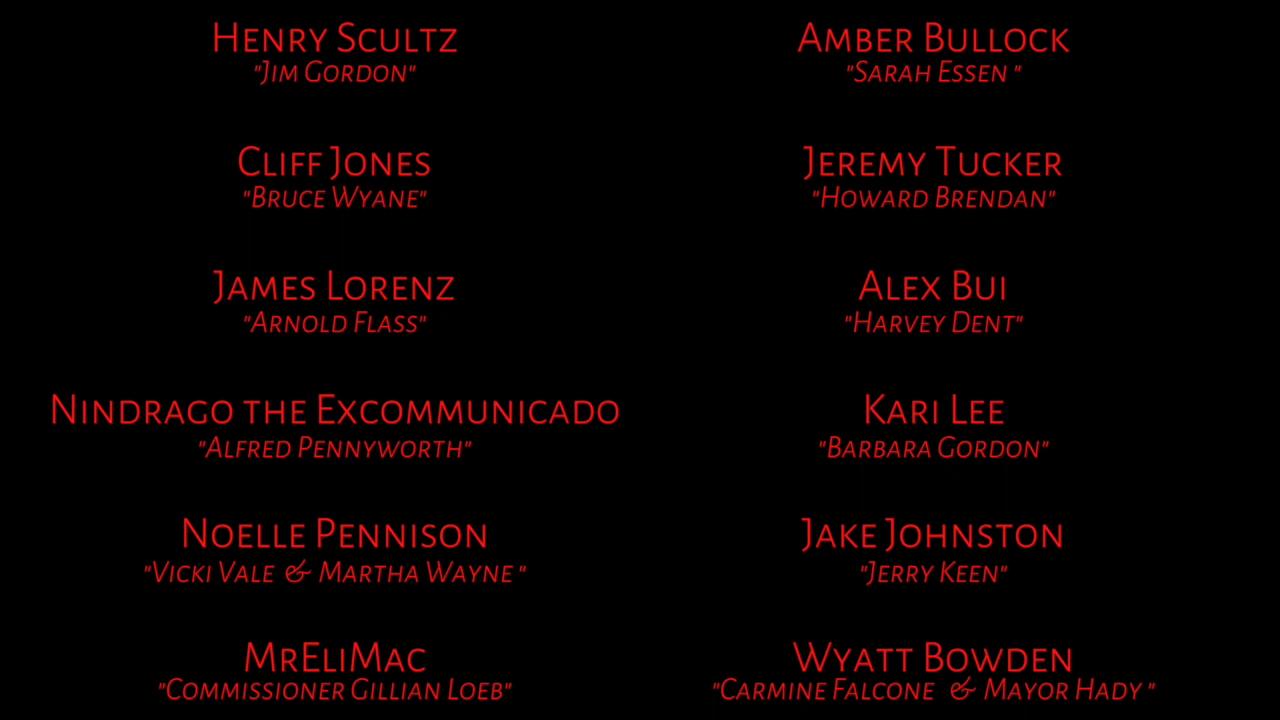 Henry Scultz
"Jim Gordon"
Amber Bullock
"Sarah Essen "
Cliff Jones
"Bruce Wyane"
Jeremy Tucker
"Howard Brendan"
James Lorenz
"Arnold Flass"
Alex Bui
"Harvey Dent"
Nindrago the Excommunicado
"Alfred Pennyworth"
Kari Lee
"Barbara Gordon"
Noelle Pennison
"Vicki Vale & Martha Wayne "
Jake Johnston
"Jerry Keen"
MrEliMac
"Commissioner Gillian Loeb"
Wyatt Bowden
"Carmine Falcone & Mayor Hady "